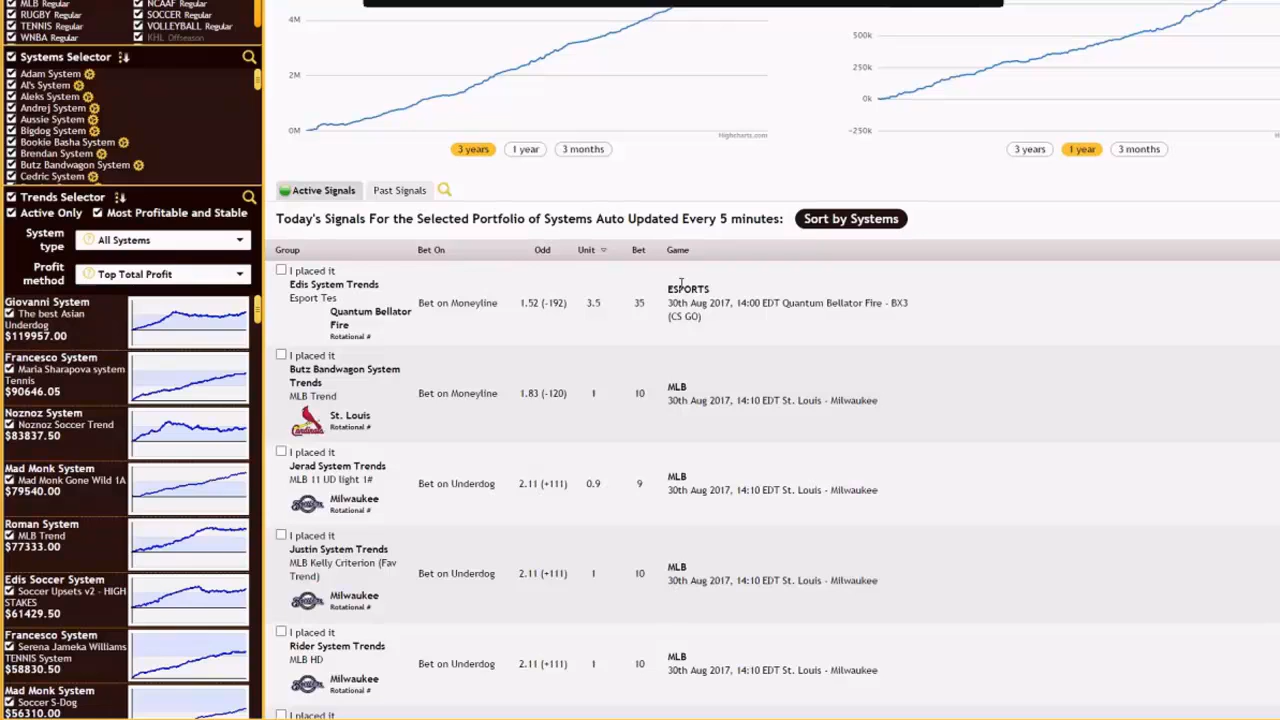 MLB Regular
NCAAF Regular
RUGBY Regular
SOCCER Regular
TENNIS Regular
VOLLEYBALL Regular
WNBA Regular
KHL Offseason
Systems Selector
Adam System
Al's System
Aleks System
Andrej System
Aussie System
Bigdog System
Bookie Basha System
Brendan System
Butz Bandwagon System
Cedric System
Trends Selector
Active Only
Most Profitable and Stable
System type
All Systems
Profit method
Top Total Profit
Giovanni System
The best Asian Underdog
$119957.00
Francesco System
Maria Sharapova system Tennis
$90646.05
Noznoz System
Noznoz Soccer Trend
$83837.50
Mad Monk System
Mad Monk Gone Wild 1A
$79540.00
Roman System
MLB Trend
$77333.00
Edis Soccer System
Soccer Upsets v2 - HIGH STAKES
$61429.50
Francesco System
Serena Jameka Williams TENNIS System
$58830.50
Mad Monk System
Soccer S-Dog
$56310.00
4M
2M
0M
Highcharts.com
3 years
1 year
3 months
500k
250k
0k
-250k
H
3 years
1 year
3 months
Active Signals
Past Signals
Today's Signals For the Selected Portfolio of Systems Auto Updated Every 5 minutes:
Sort by Systems
Group
Bet On
Odd
Unit
Bet
Game
I placed it
Edis System Trends
Esport Tes
Quantum Bellator Fire
Rotational #
Bet on Moneyline
1.52 (-192)
3.5
35
ESPORTS
30th Aug 2017, 14:00 EDT Quantum Bellator Fire - BX3
(CS GO)
I placed it
Butz Bandwagon System Trends
MLB Trend
St. Louis
Rotational #
Cardinals
Bet on Moneyline
1.83 (-120)
1
10
MLB
30th Aug 2017, 14:10 EDT St. Louis - Milwaukee
I placed it
Jerad System Trends
MLB 11 UD light 1#
Milwaukee
Rotational #
Bet on Underdog
2.11 (+111)
0.9
9
MLB
30th Aug 2017, 14:10 EDT St. Louis - Milwaukee
I placed it
Justin System Trends
MLB Kelly Criterion (Fav Trend)
Milwaukee
Rotational #
Bet on Underdog
2.11 (+111)
1
10
MLB
30th Aug 2017, 14:10 EDT St. Louis - Milwaukee
I placed it
Rider System Trends
MLB HD
Milwaukee
Rotational #
Bet on Underdog
2.11 (+111)
1
10
MLB
30th Aug 2017, 14:10 EDT St. Louis - Milwaukee
I placed it